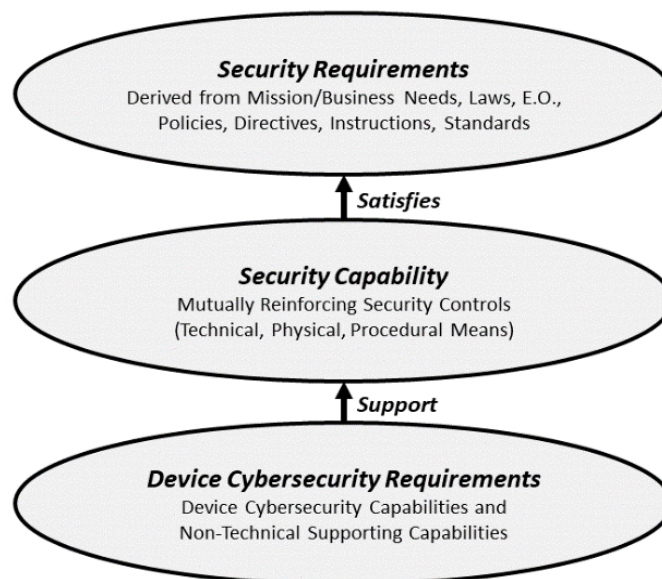 Security Requirements
Derived from Mission/Business Needs, Laws, E.O.,
Policies, Directives, Instructions, Standards
Satisfies
Security Capability
Mutually Reinforcing Security Controls
(Technical, Physical, Procedural Means)
Support
Device Cybersecurity Requirements
Device Cybersecurity Capabilities and
Non-Technical Supporting Capabilities